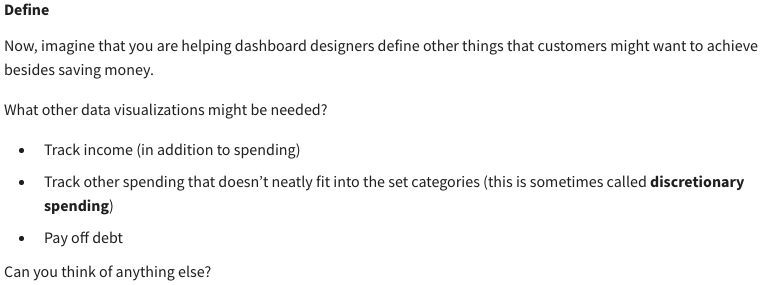 Define
Now, imagine that you are helping dashboard designers define other things that customers might want to achieve
besides saving money.
What other data visualizations might be needed?
• Track income (in addition to spending)
• Track other spending that doesn’t neatly fit into the set categories (this is sometimes called discretionary
spending)
• Pay off debt
Can you think of anything else?